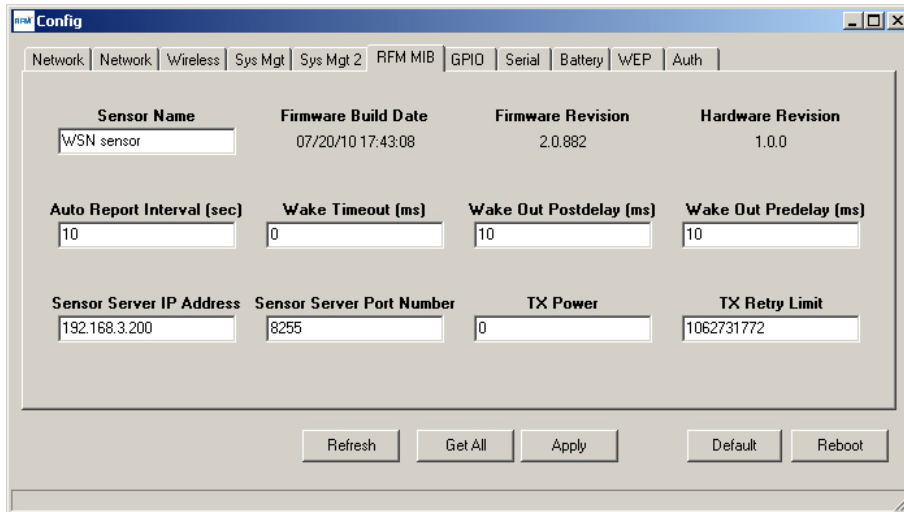 RFM Config
Network Network Wireless Sys Mgt Sys Mgt 2 RFM MIB GPIO Serial Battery WEP Auth
Sensor Name Firmware Build Date Firmware Revision Hardware Revision
WSN sensor 07/20/10 17:43:08 2.0.882 1.0.0
Auto Report Interval (sec) Wake Timeout (ms) Wake Out Postdelay (ms) Wake Out Predelay (ms)
10 0 10 10
Sensor Server IP Address Sensor Server Port Number TX Power TX Retry Limit
192.168.3.200 8255 0 1062731772
Refresh Get All Apply Default Reboot